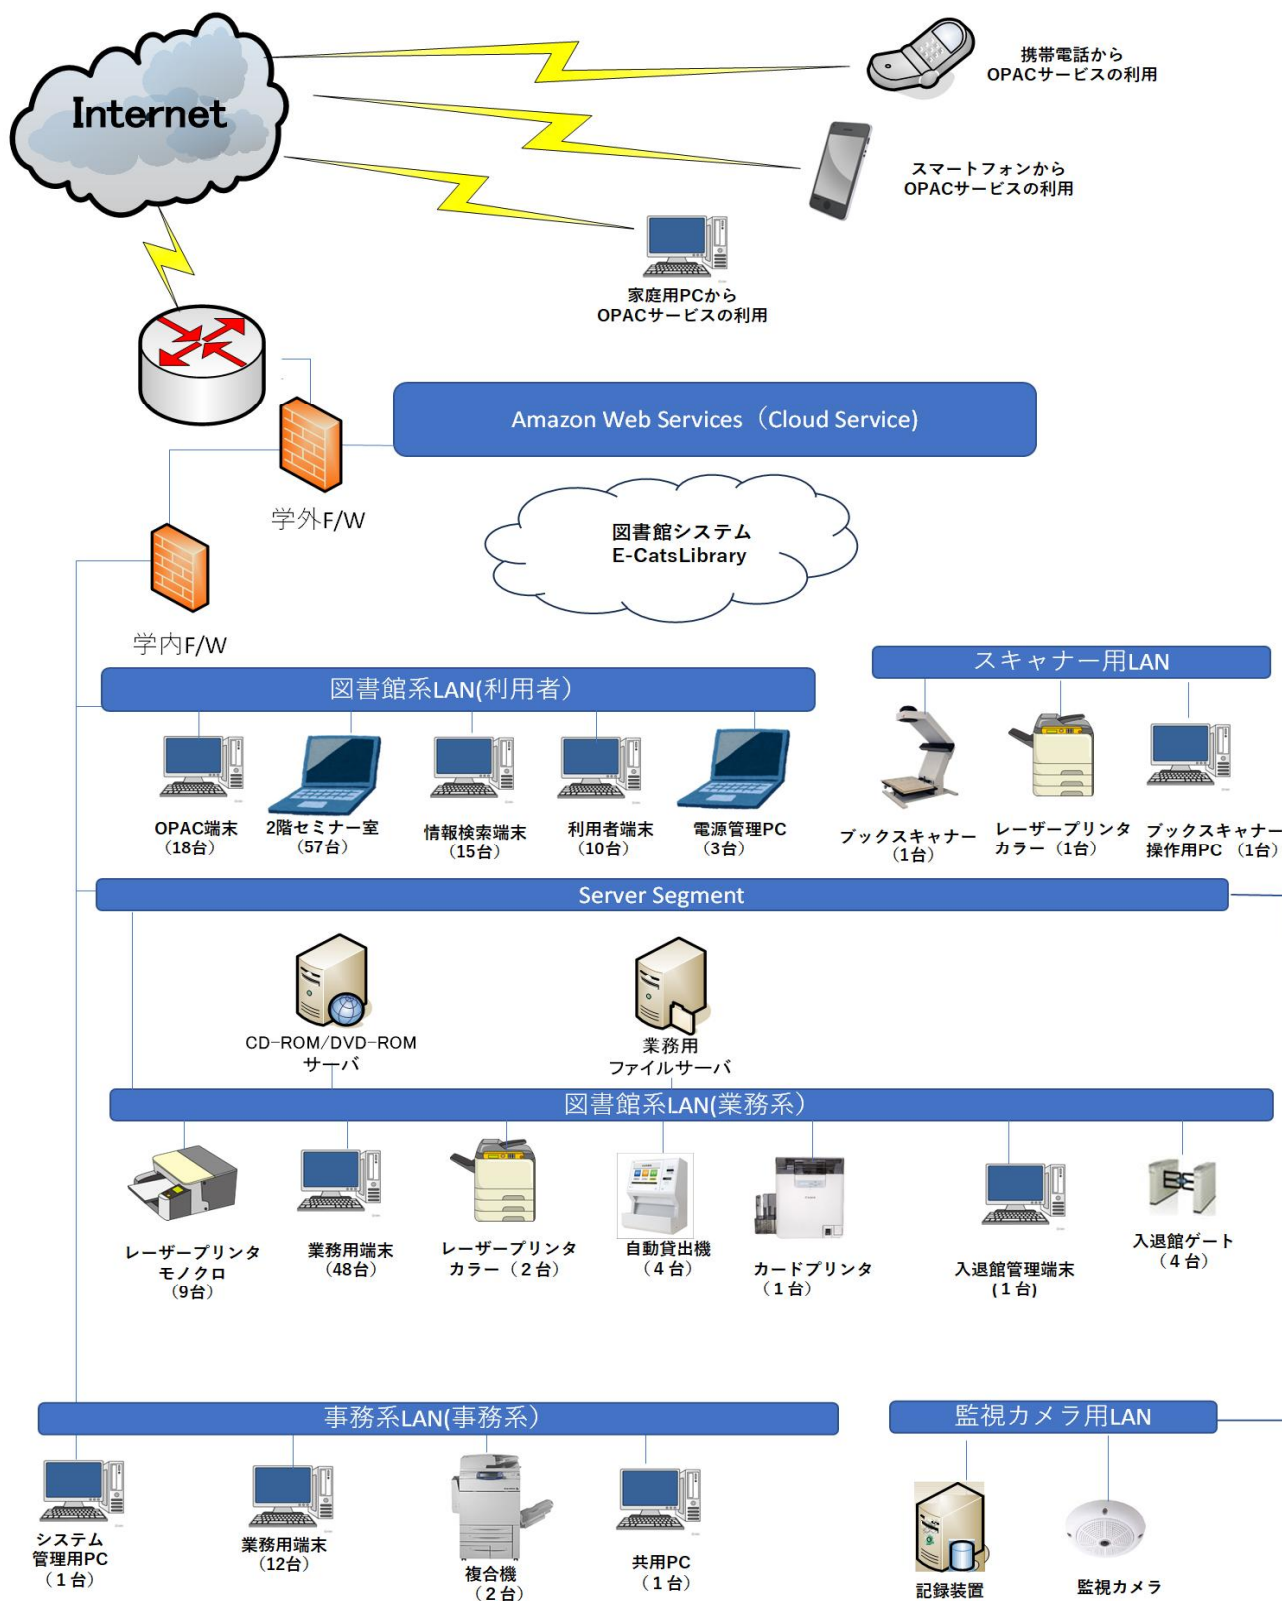 Internet
携帯電話から
OPACサービスの利用
スマートフォンから
OPACサービスの利用
家庭用PCから
OPACサービスの利用
Amazon Web Services（Cloud Service)
学外F/W
図書館システム
E-CatsLibrary
学内F/W
図書館系LAN(利用者）
スキャナー用LAN
OPAC端末
（18台）
2階セミナー室
（57台）
情報検索端末
（15台）
利用者端末
（10台）
電源管理PC
（3台）
ブックスキャナー
（1台）
レーザープリンタ
カラー（1台）
ブックスキャナー
操作用PC （1台）
Server Segment
CD-ROM/DVD-ROM
サーバ
業務用
ファイルサーバ
図書館系LAN(業務系）
レーザープリンタ
モノクロ
（9台）
業務用端末
（48台）
レーザープリンタ
カラー（２台）
自動貸出機
（４台）
カードプリンタ
（１台）
入退館管理端末
(１台)
入退館ゲート
（４台）
事務系LAN(事務系）
監視カメラ用LAN
システム
管理用PC
（１台）
業務用端末
（12台）
複合機
（２台）
共用PC
（１台）
記録装置
監視カメラ